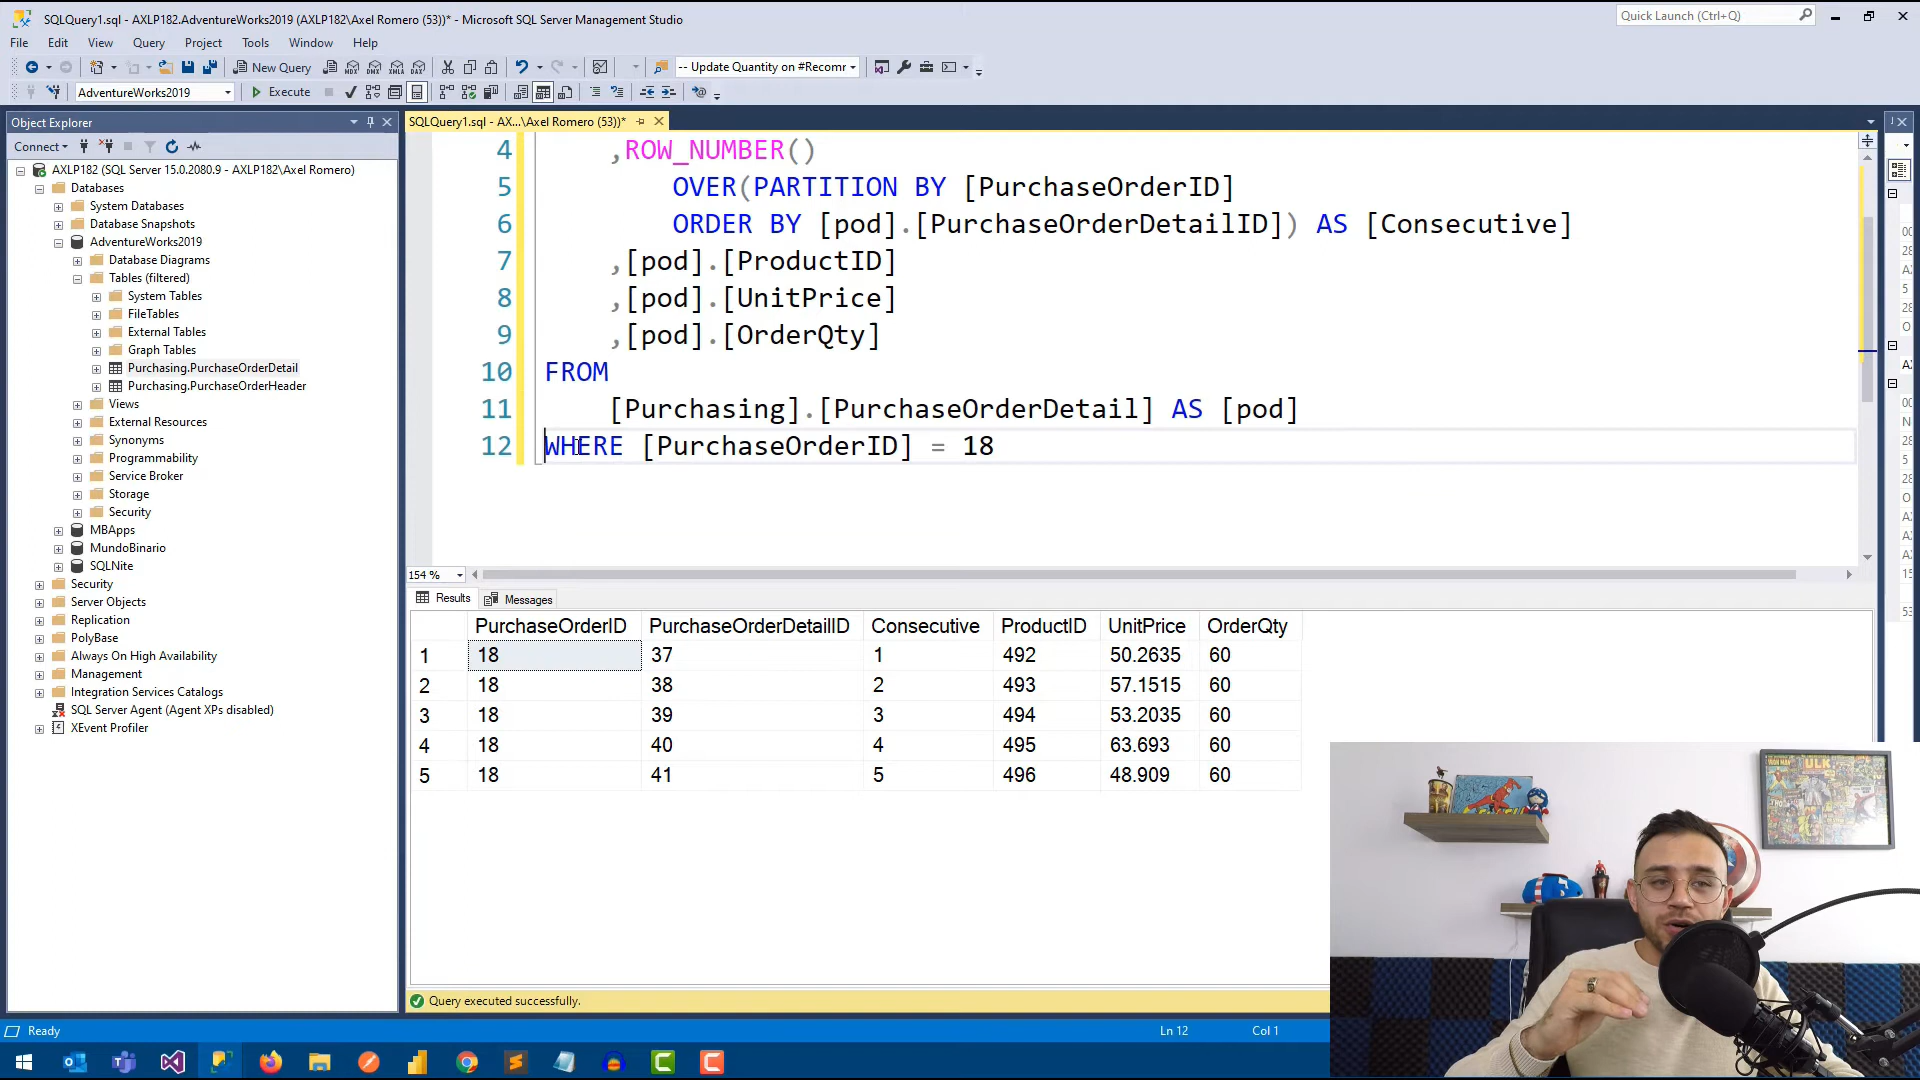 SQLQuery1.sql - AXLP182.AdventureWorks2019 (AXLP182\Axel Romero (53))* - Microsoft SQL Server Management Studio
Quick Launch (Ctrl+Q)
File Edit View Query Project Tools Window Help
New Query
-- Update Quantity on #Recomr
AdventureWorks2019
Execute
Object Explorer
Connect
AXLP182 (SQL Server 15.0.2080.9 - AXLP182\Axel Romero)
Databases
System Databases
Database Snapshots
AdventureWorks2019
Database Diagrams
Tables (filtered)
System Tables
FileTables
External Tables
Graph Tables
Purchasing.PurchaseOrderDetail
Purchasing.PurchaseOrderHeader
Views
External Resources
Synonyms
Programmability
Service Broker
Storage
Security
MBApps
MundoBinario
SQLNite
Security
Server Objects
Replication
PolyBase
Always On High Availability
Management
Integration Services Catalogs
SQL Server Agent (Agent XPs disabled)
XEvent Profiler
SQLQuery1.sql - AX...\Axel Romero (53))*
4 ,ROW_NUMBER()
5 OVER(PARTITION BY [PurchaseOrderID]
6 ORDER BY [pod].[PurchaseOrderDetailID]) AS [Consecutive]
7 ,[pod].[ProductID]
8 ,[pod].[UnitPrice]
9 ,[pod].[OrderQty]
10 FROM
11 [Purchasing].[PurchaseOrderDetail] AS [pod]
12 WHERE [PurchaseOrderID] = 18
154 %
Results Messages
PurchaseOrderID PurchaseOrderDetailID Consecutive ProductID UnitPrice OrderQty
1 18 37 1 492 50.2635 60
2 18 38 2 493 57.1515 60
3 18 39 3 494 53.2035 60
4 18 40 4 495 63.693 60
5 18 41 5 496 48.909 60
Query executed successfully.
Ready
Ln 12 Col 1